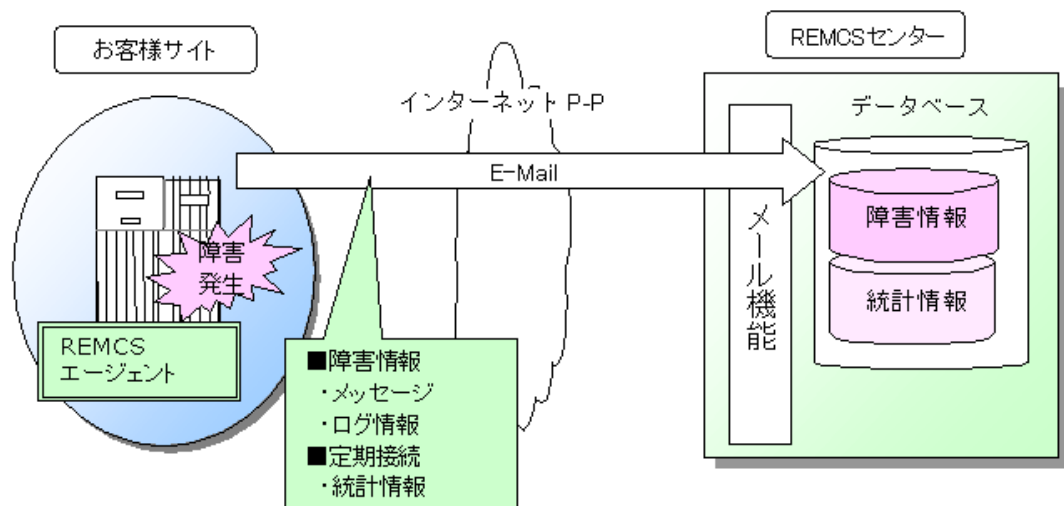 お客様サイト
REMCSセンター
インターネット P-P
データベース
E-Mail
メール機能
障害
発生
障害情報
統計情報
REMCS
エージェント
■障害情報
・メッセージ
・ログ情報
■定期接続
・統計情報